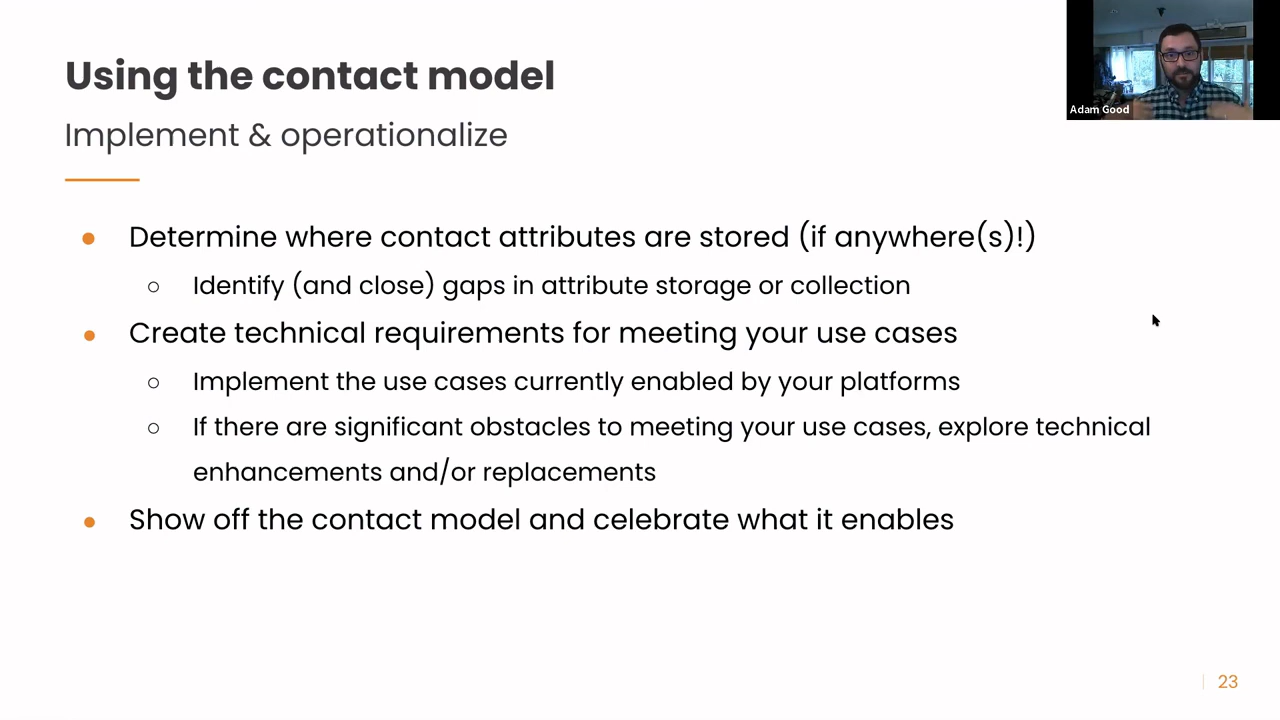 Using the contact model
Adam Good
Implement & operationalize
● Determine where contact attributes are stored (if anywhere(s)!)
○ Identify (and close) gaps in attribute storage or collection
● Create technical requirements for meeting your use cases
○ Implement the use cases currently enabled by your platforms
○ If there are significant obstacles to meeting your use cases, explore technical
enhancements and/or replacements
● Show off the contact model and celebrate what it enables
23